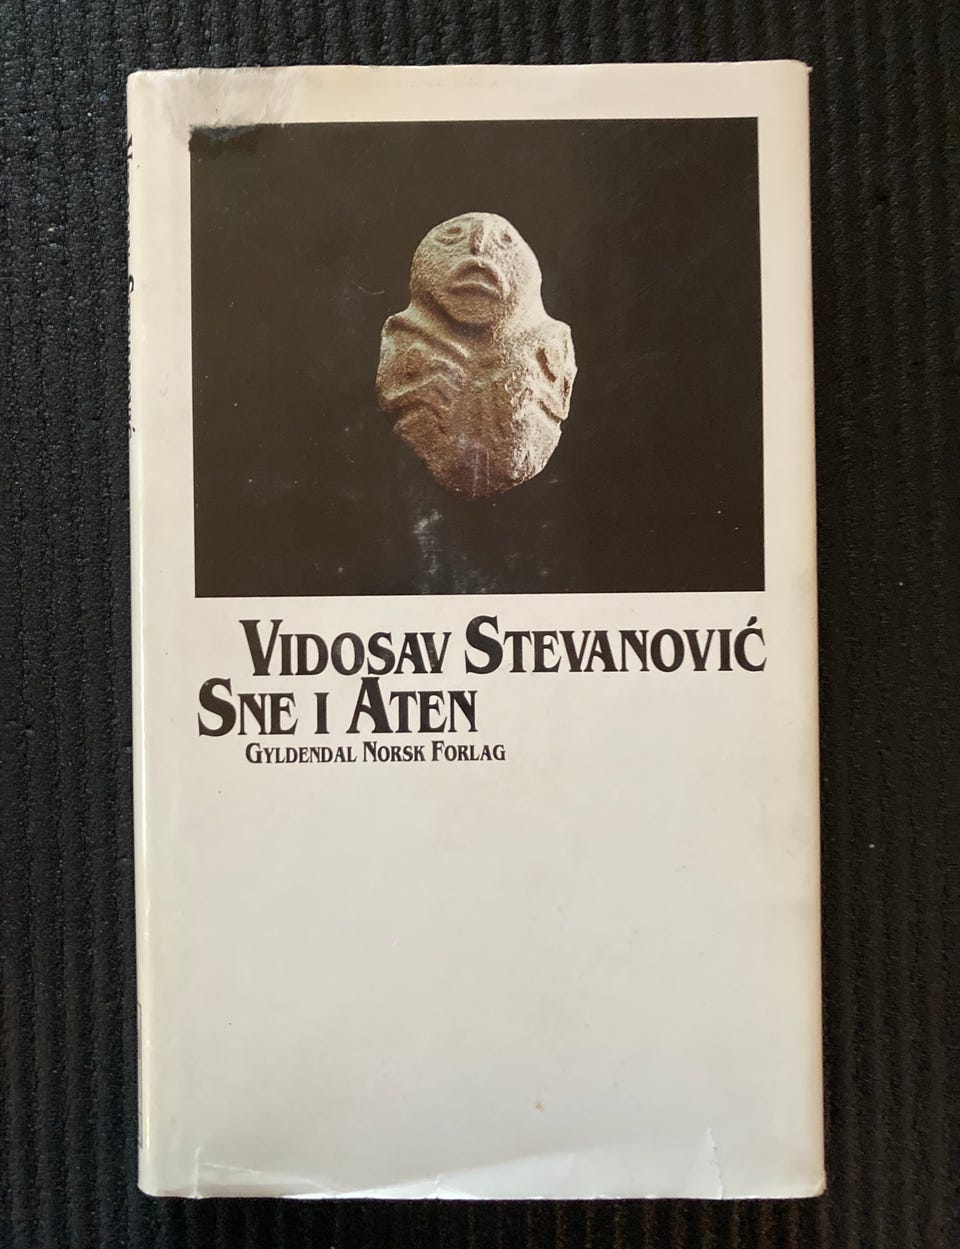 Vidosav Stevanović
Sne i Aten
Gyldendal Norsk Forlag